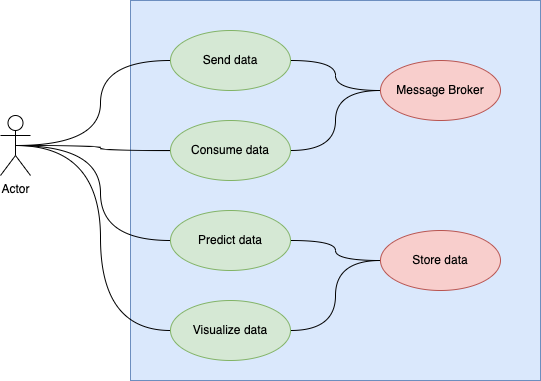 Send data
Message Broker
Consume data
Actor
Predict data
Store data
Visualize data